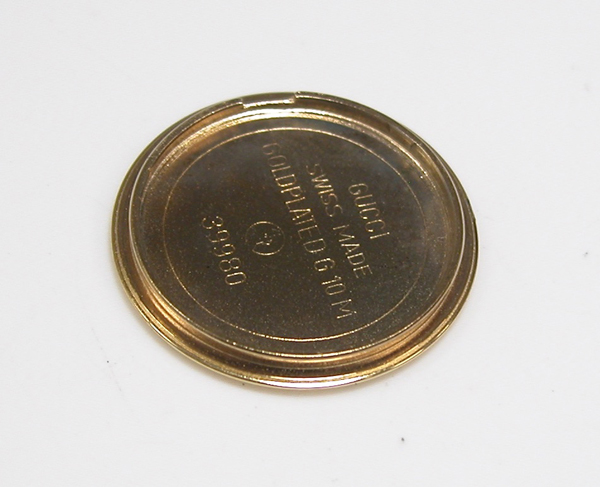 GUCCI
SWISS MADE
GOLDPLATED G 10 M
39980